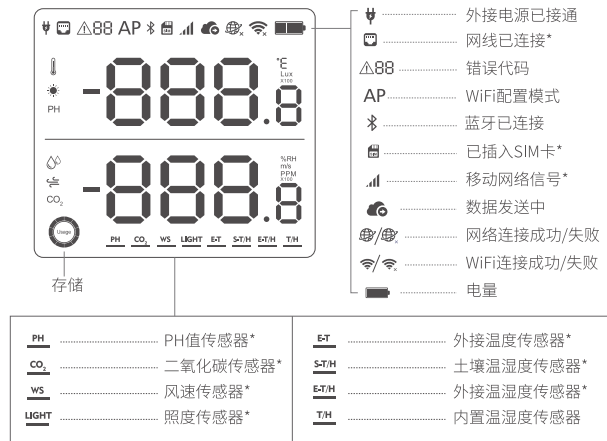 88 AP
外接电源已接通
网线已连接*
88 错误代码
AP WiFi配置模式
蓝牙已连接
已插入SIM卡*
移动网络信号*
数据发送中
网络连接成功/失败
WiFi连接成功/失败
电量
-888.8
°E
Lux
X100
PH
-888.8
%RH
m/s
PPM
X100
CO₂
Usage
PH CO₂ WS LIGHT E-T S-T/H E-T/H T/H
存储
PH PH值传感器*
CO₂ 二氧化碳传感器*
WS 风速传感器*
LIGHT 照度传感器*
E-T 外接温度传感器*
S-T/H 土壤温湿度传感器*
E-T/H 外接温湿度传感器*
T/H 内置温湿度传感器